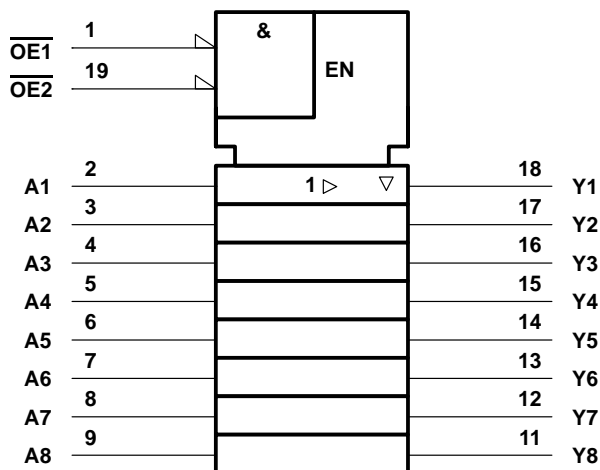 OE1 1 &
OE2 19 EN
A1 2 1 18 Y1
A2 3 17 Y2
A3 4 16 Y3
A4 5 15 Y4
A5 6 14 Y5
A6 7 13 Y6
A7 8 12 Y7
A8 9 11 Y8